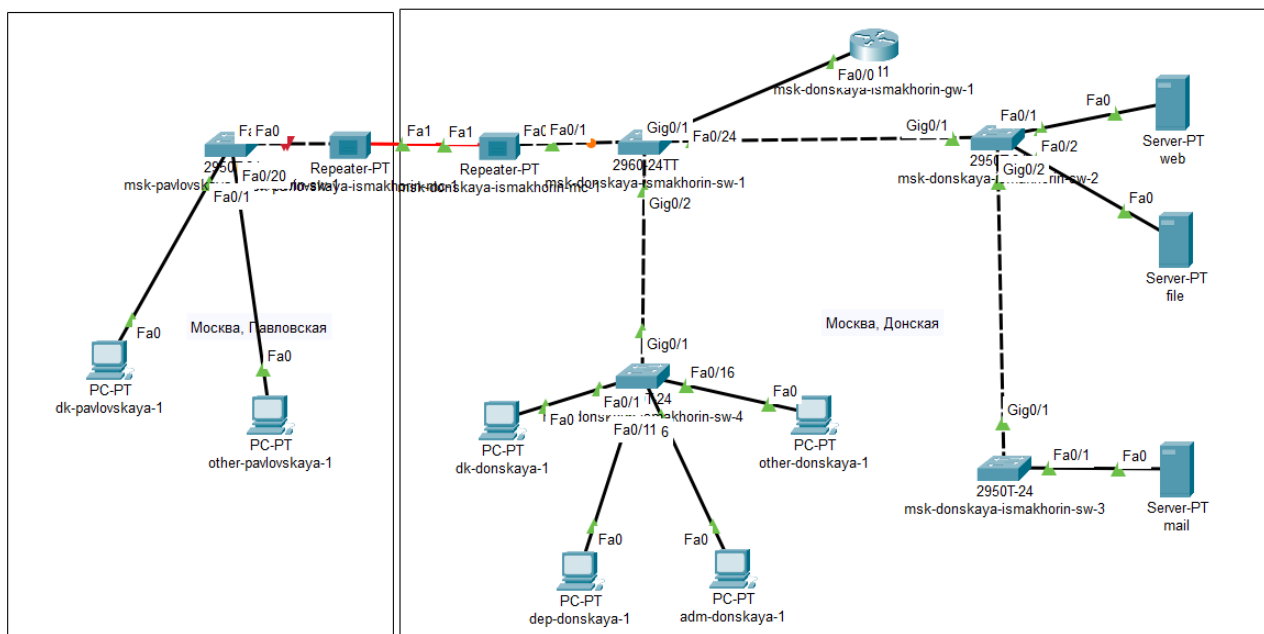 Fa0/0
11
msk-donskaya-ismakhorin-gw-1
Fa0
Fa1
Fa1
Fa0/1
Gig0/1
Fa0/24
Gig0/1
Fa0/1
Fa0
Server-PT
web
Repeater-PT
Repeater-PT
2960-24TT
msk-donskaya-ismakhorin-sw-1
Fa0/2
msk-donskaya-ismakhorin-sw-2
Gig0/2
Fa0/20
Fa0/1
Gig0/2
Fa0
Server-PT
file
Москва, Павловская
Москва, Донская
Fa0
PC-PT
dk-pavlovskaya-1
Fa0
PC-PT
other-pavlovskaya-1
Gig0/1
Fa0/16
Fa0/1
T-24
Fa0
Fa0
Fa0/11
6
PC-PT
dk-donskaya-1
PC-PT
other-donskaya-1
Gig0/1
Fa0/1
Fa0
2950T-24
msk-donskaya-ismakhorin-sw-3
Server-PT
mail
Fa0
Fa0
PC-PT
dep-donskaya-1
PC-PT
adm-donskaya-1